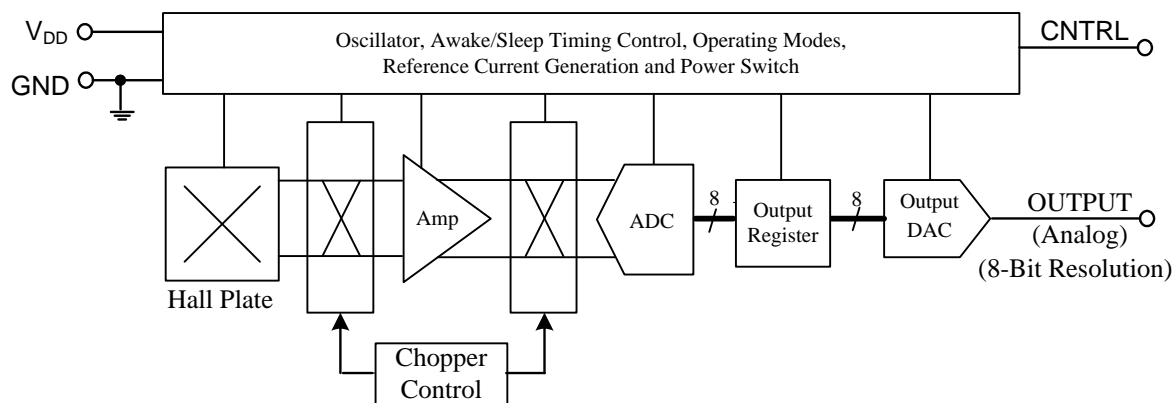 VDD
GND
Oscillator, Awake/Sleep Timing Control, Operating Modes,
Reference Current Generation and Power Switch
CNTRL
Hall Plate
Amp
ADC
8
Output
Register
8
Output
DAC
OUTPUT
(Analog)
(8-Bit Resolution)
Chopper
Control